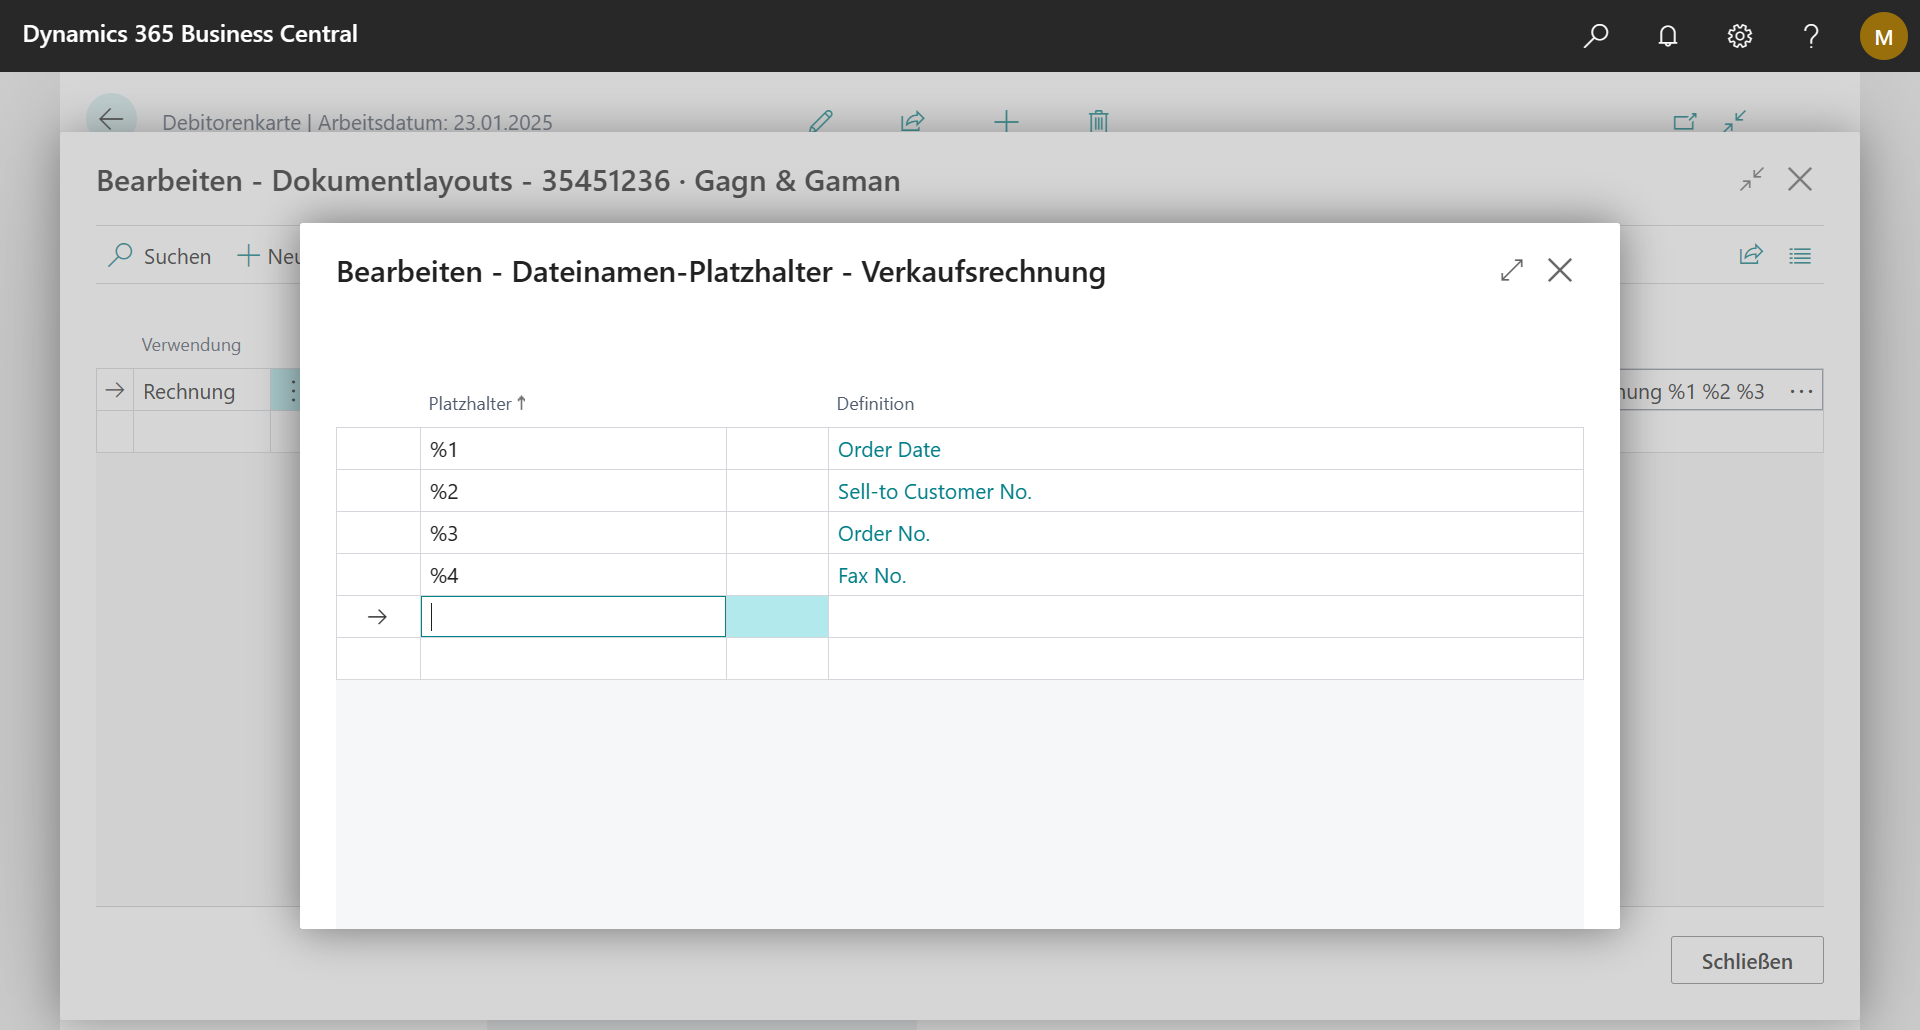 Dynamics 365 Business Central
M
Debitorenkarte | Arbeitsdatum: 23.01.2025
Bearbeiten - Dokumentlayouts - 35451236 · Gagn & Gaman
Suchen
Bearbeiten - Dateinamen-Platzhalter - Verkaufsrechnung
Verwendung
Rechnung
%1 %2 %3
Platzhalter Definition
%1 Order Date
%2 Sell-to Customer No.
%3 Order No.
%4 Fax No.
Schließen